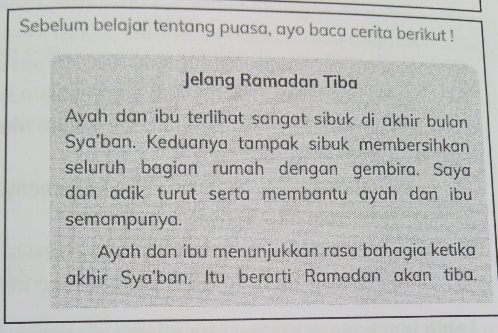 Sebelum belajar tentang puasa, ayo baca cerita berikut !
Jelang Ramadan Tiba
Ayah dan ibu terlihat sangat sibuk di akhir bulan
Sya'ban. Keduanya tampak sibuk membersihkan
seluruh bagian rumah dengan gembira. Saya
dan adik turut serta membantu ayah dan ibu
semampunya.
Ayah dan ibu menunjukkan rasa bahagia ketika
akhir Sya'ban. Itu berarti Ramadan akan tiba.